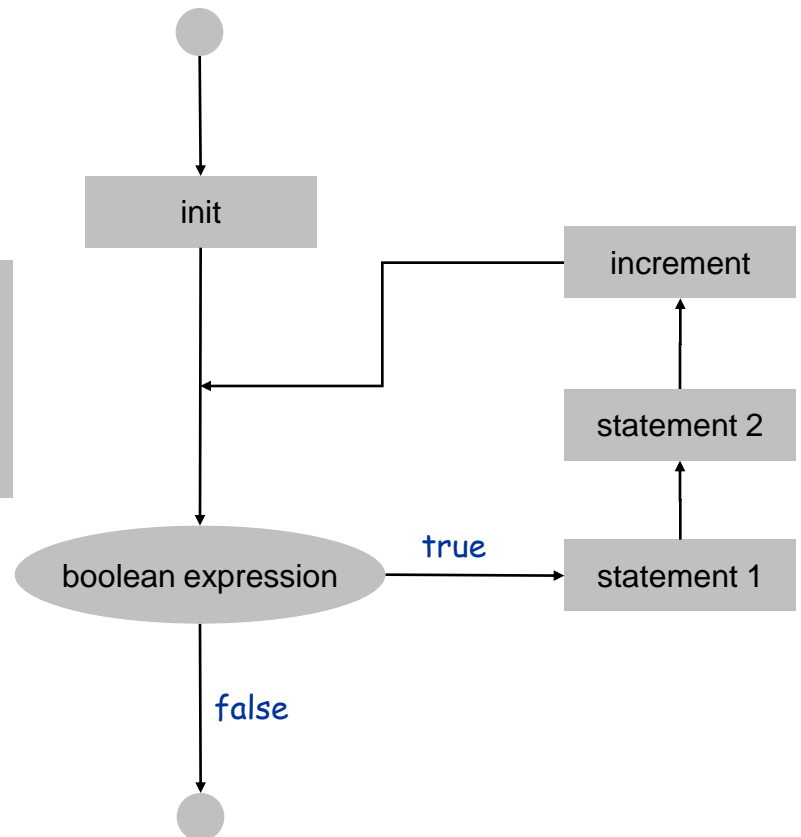 init
increment
statement 2
true
boolean expression
statement 1
false